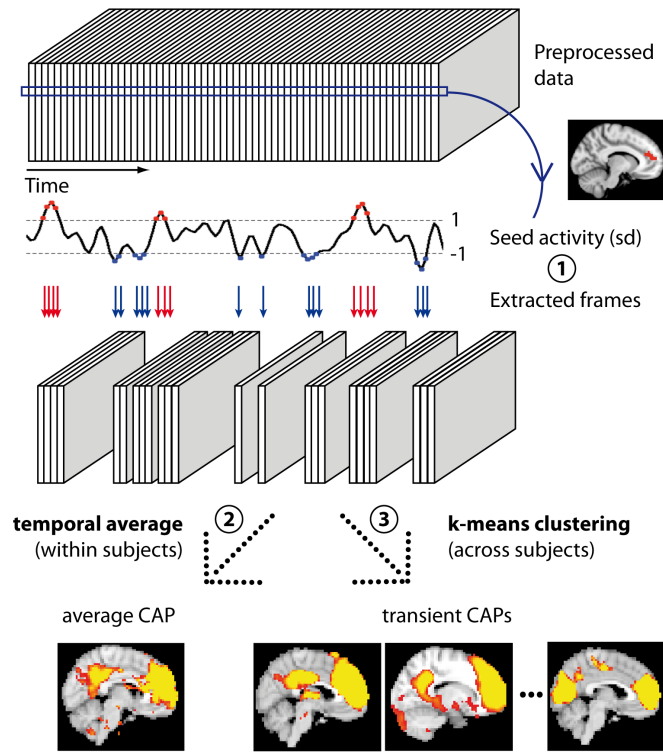 Preprocessed
data
Time
1
-1
Seed activity (sd)
1
Extracted frames
2
3
temporal average
(within subjects)
k-means clustering
(across subjects)
average CAP
transient CAPs